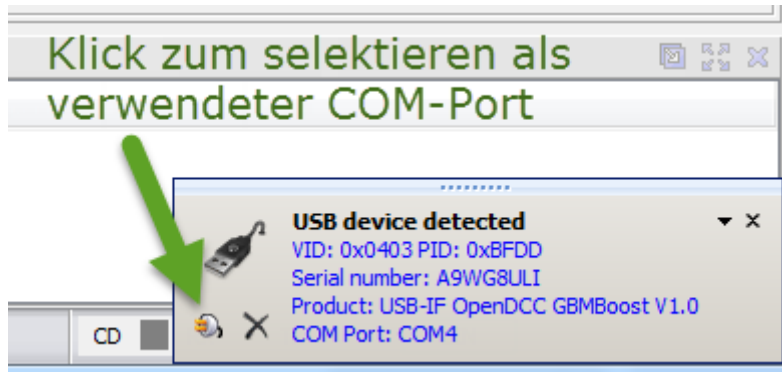 Klick zum selektieren als
verwendeter COM-Port
USB device detected
VID: 0x0403 PID: 0xBFDD
Serial number: A9WG8ULI
Product: USB-IF OpenDCC GBMBoost V1.0
COM Port: COM4
CD